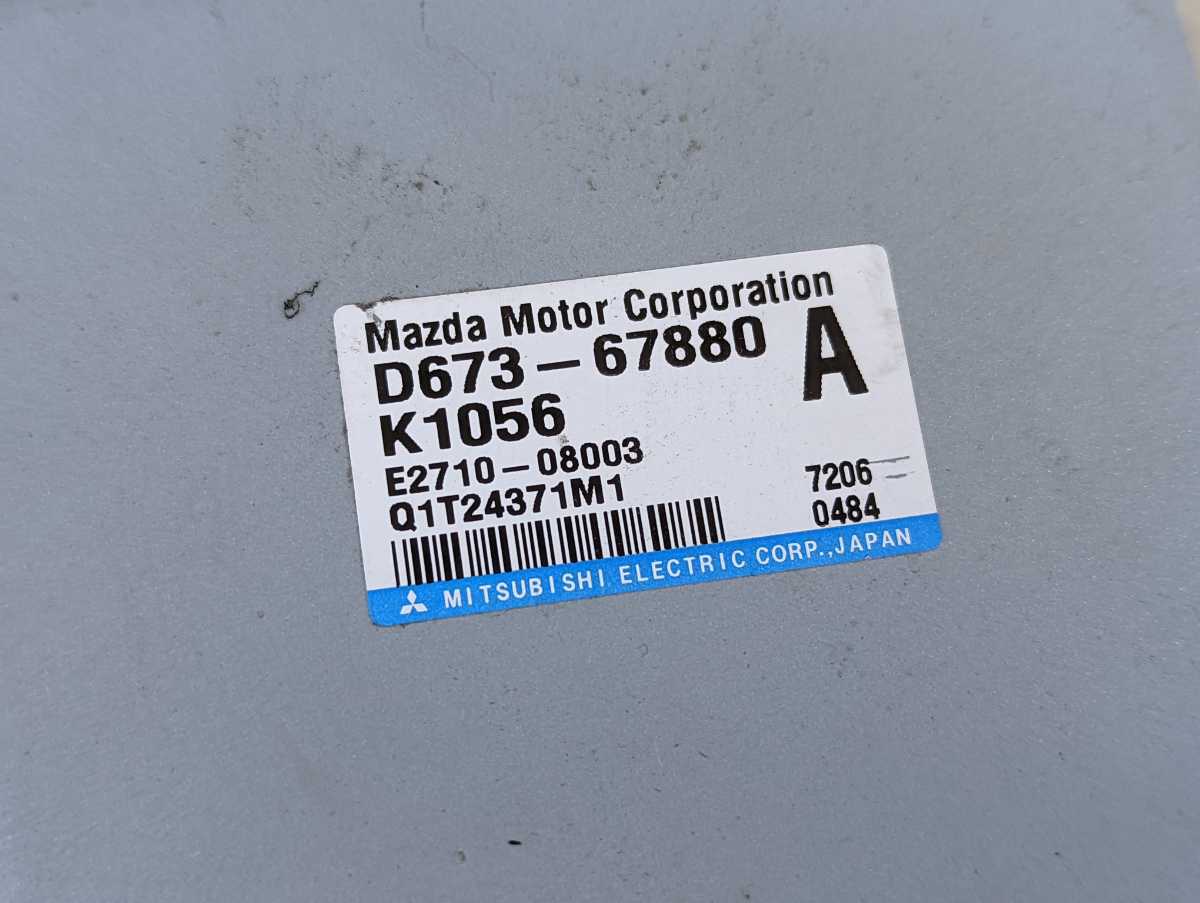 Mazda Motor Corporation
D673-67880 A
K1056
E2710-08003
Q1T24371M1
7206
0484
MITSUBISHI ELECTRIC CORP.,JAPAN